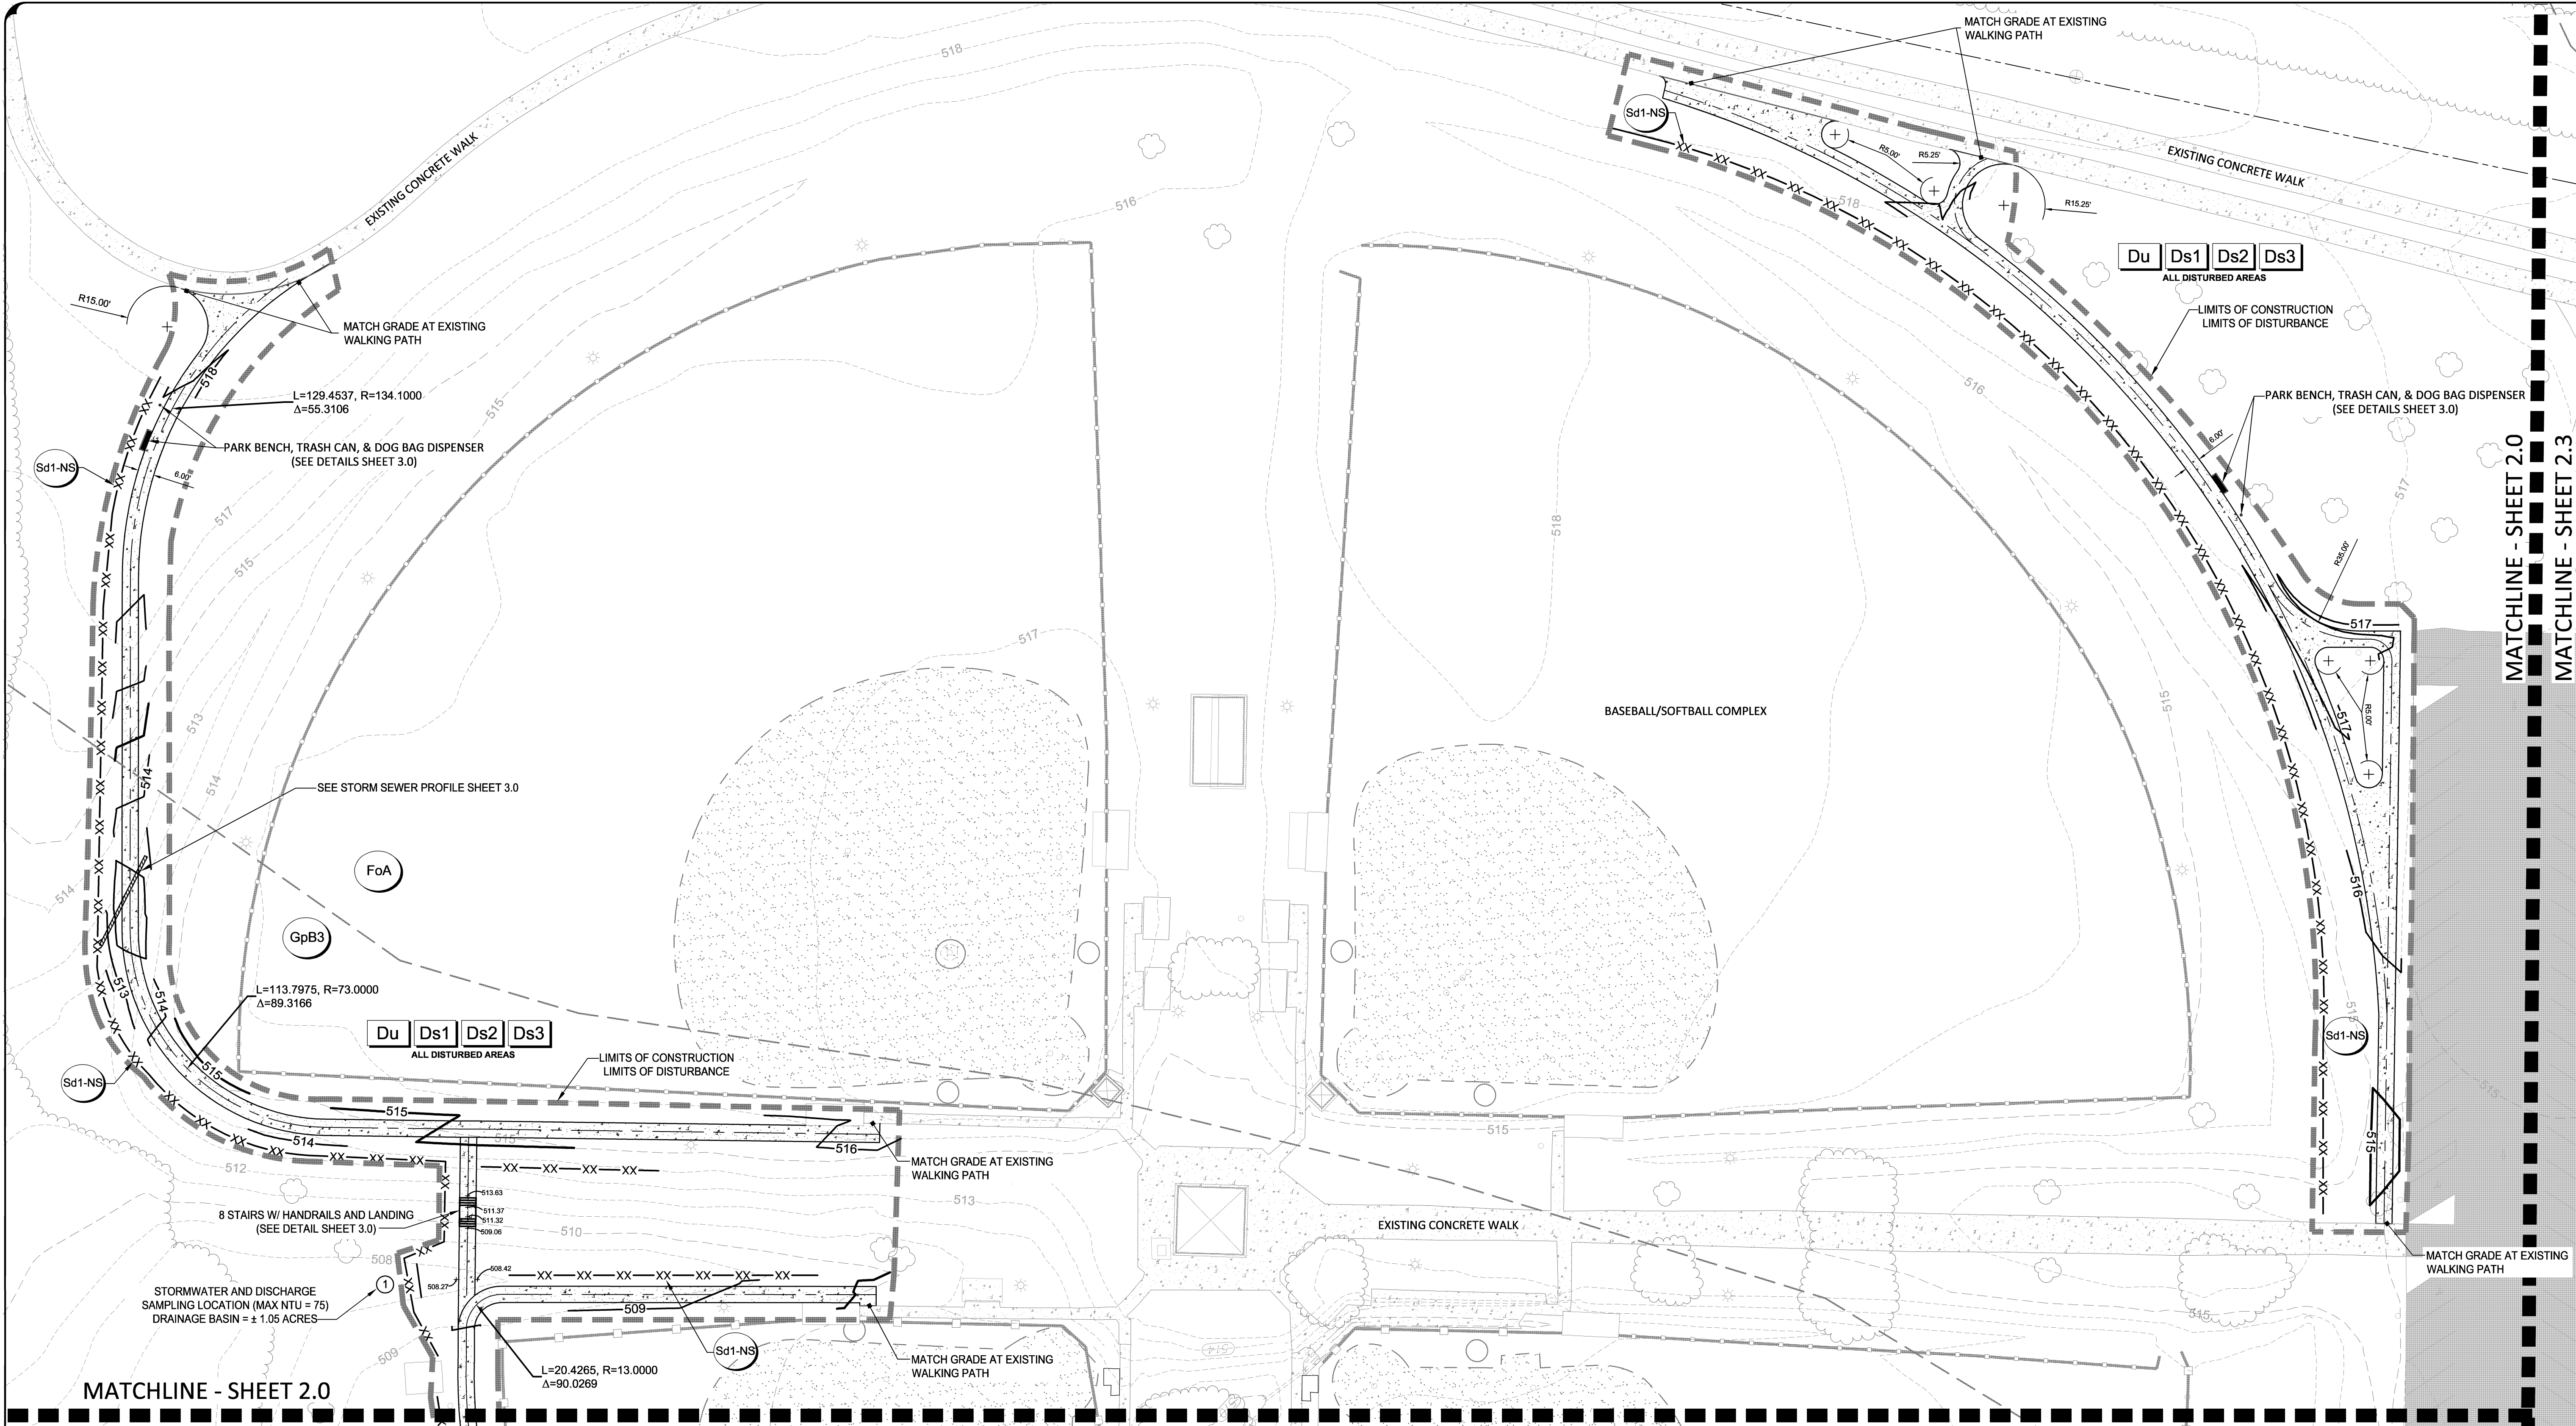 MATCH GRADE AT EXISTING
WALKING PATH
518
EXISTING CONCRETE WALK
Sd1-NS
R5.00'
R5.25'
EXISTING CONCRETE WALK
R15.25'
516
518
Du Ds1 Ds2 Ds3
ALL DISTURBED AREAS
LIMITS OF CONSTRUCTION
LIMITS OF DISTURBANCE
R15.00'
MATCH GRADE AT EXISTING
WALKING PATH
518
L=129.4537, R=134.1000
Δ=55.3106
515
516
PARK BENCH, TRASH CAN, & DOG BAG DISPENSER
(SEE DETAILS SHEET 3.0)
PARK BENCH, TRASH CAN, & DOG BAG DISPENSER
(SEE DETAILS SHEET 3.0)
6.00'
Sd1-NS
6.00'
MATCHLINE - SHEET 2.0
MATCHLINE - SHEET 2.3
517
517
518
515
R35.00'
517
517
R5.00'
517
515
513
BASEBALL/SOFTBALL COMPLEX
514
514
SEE STORM SEWER PROFILE SHEET 3.0
FoA
514
516
GpB3
513
514
L=113.7975, R=73.0000
Δ=89.3166
515
Sd1-NS
Du Ds1 Ds2 Ds3
ALL DISTURBED AREAS
LIMITS OF CONSTRUCTION
LIMITS OF DISTURBANCE
Sd1-NS
515
515
515
514
515
515
515
516
512
MATCH GRADE AT EXISTING
WALKING PATH
513
513.63
511.37
511.32
509.06
8 STAIRS W/ HANDRAILS AND LANDING
(SEE DETAIL SHEET 3.0)
510
EXISTING CONCRETE WALK
508
508.42
508.27
MATCH GRADE AT EXISTING
WALKING PATH
1
STORMWATER AND DISCHARGE
SAMPLING LOCATION (MAX NTU = 75)
DRAINAGE BASIN = ± 1.05 ACRES
509
515
509
514
Sd1-NS
MATCH GRADE AT EXISTING
WALKING PATH
L=20.4265, R=13.0000
Δ=90.0269
MATCHLINE - SHEET 2.0